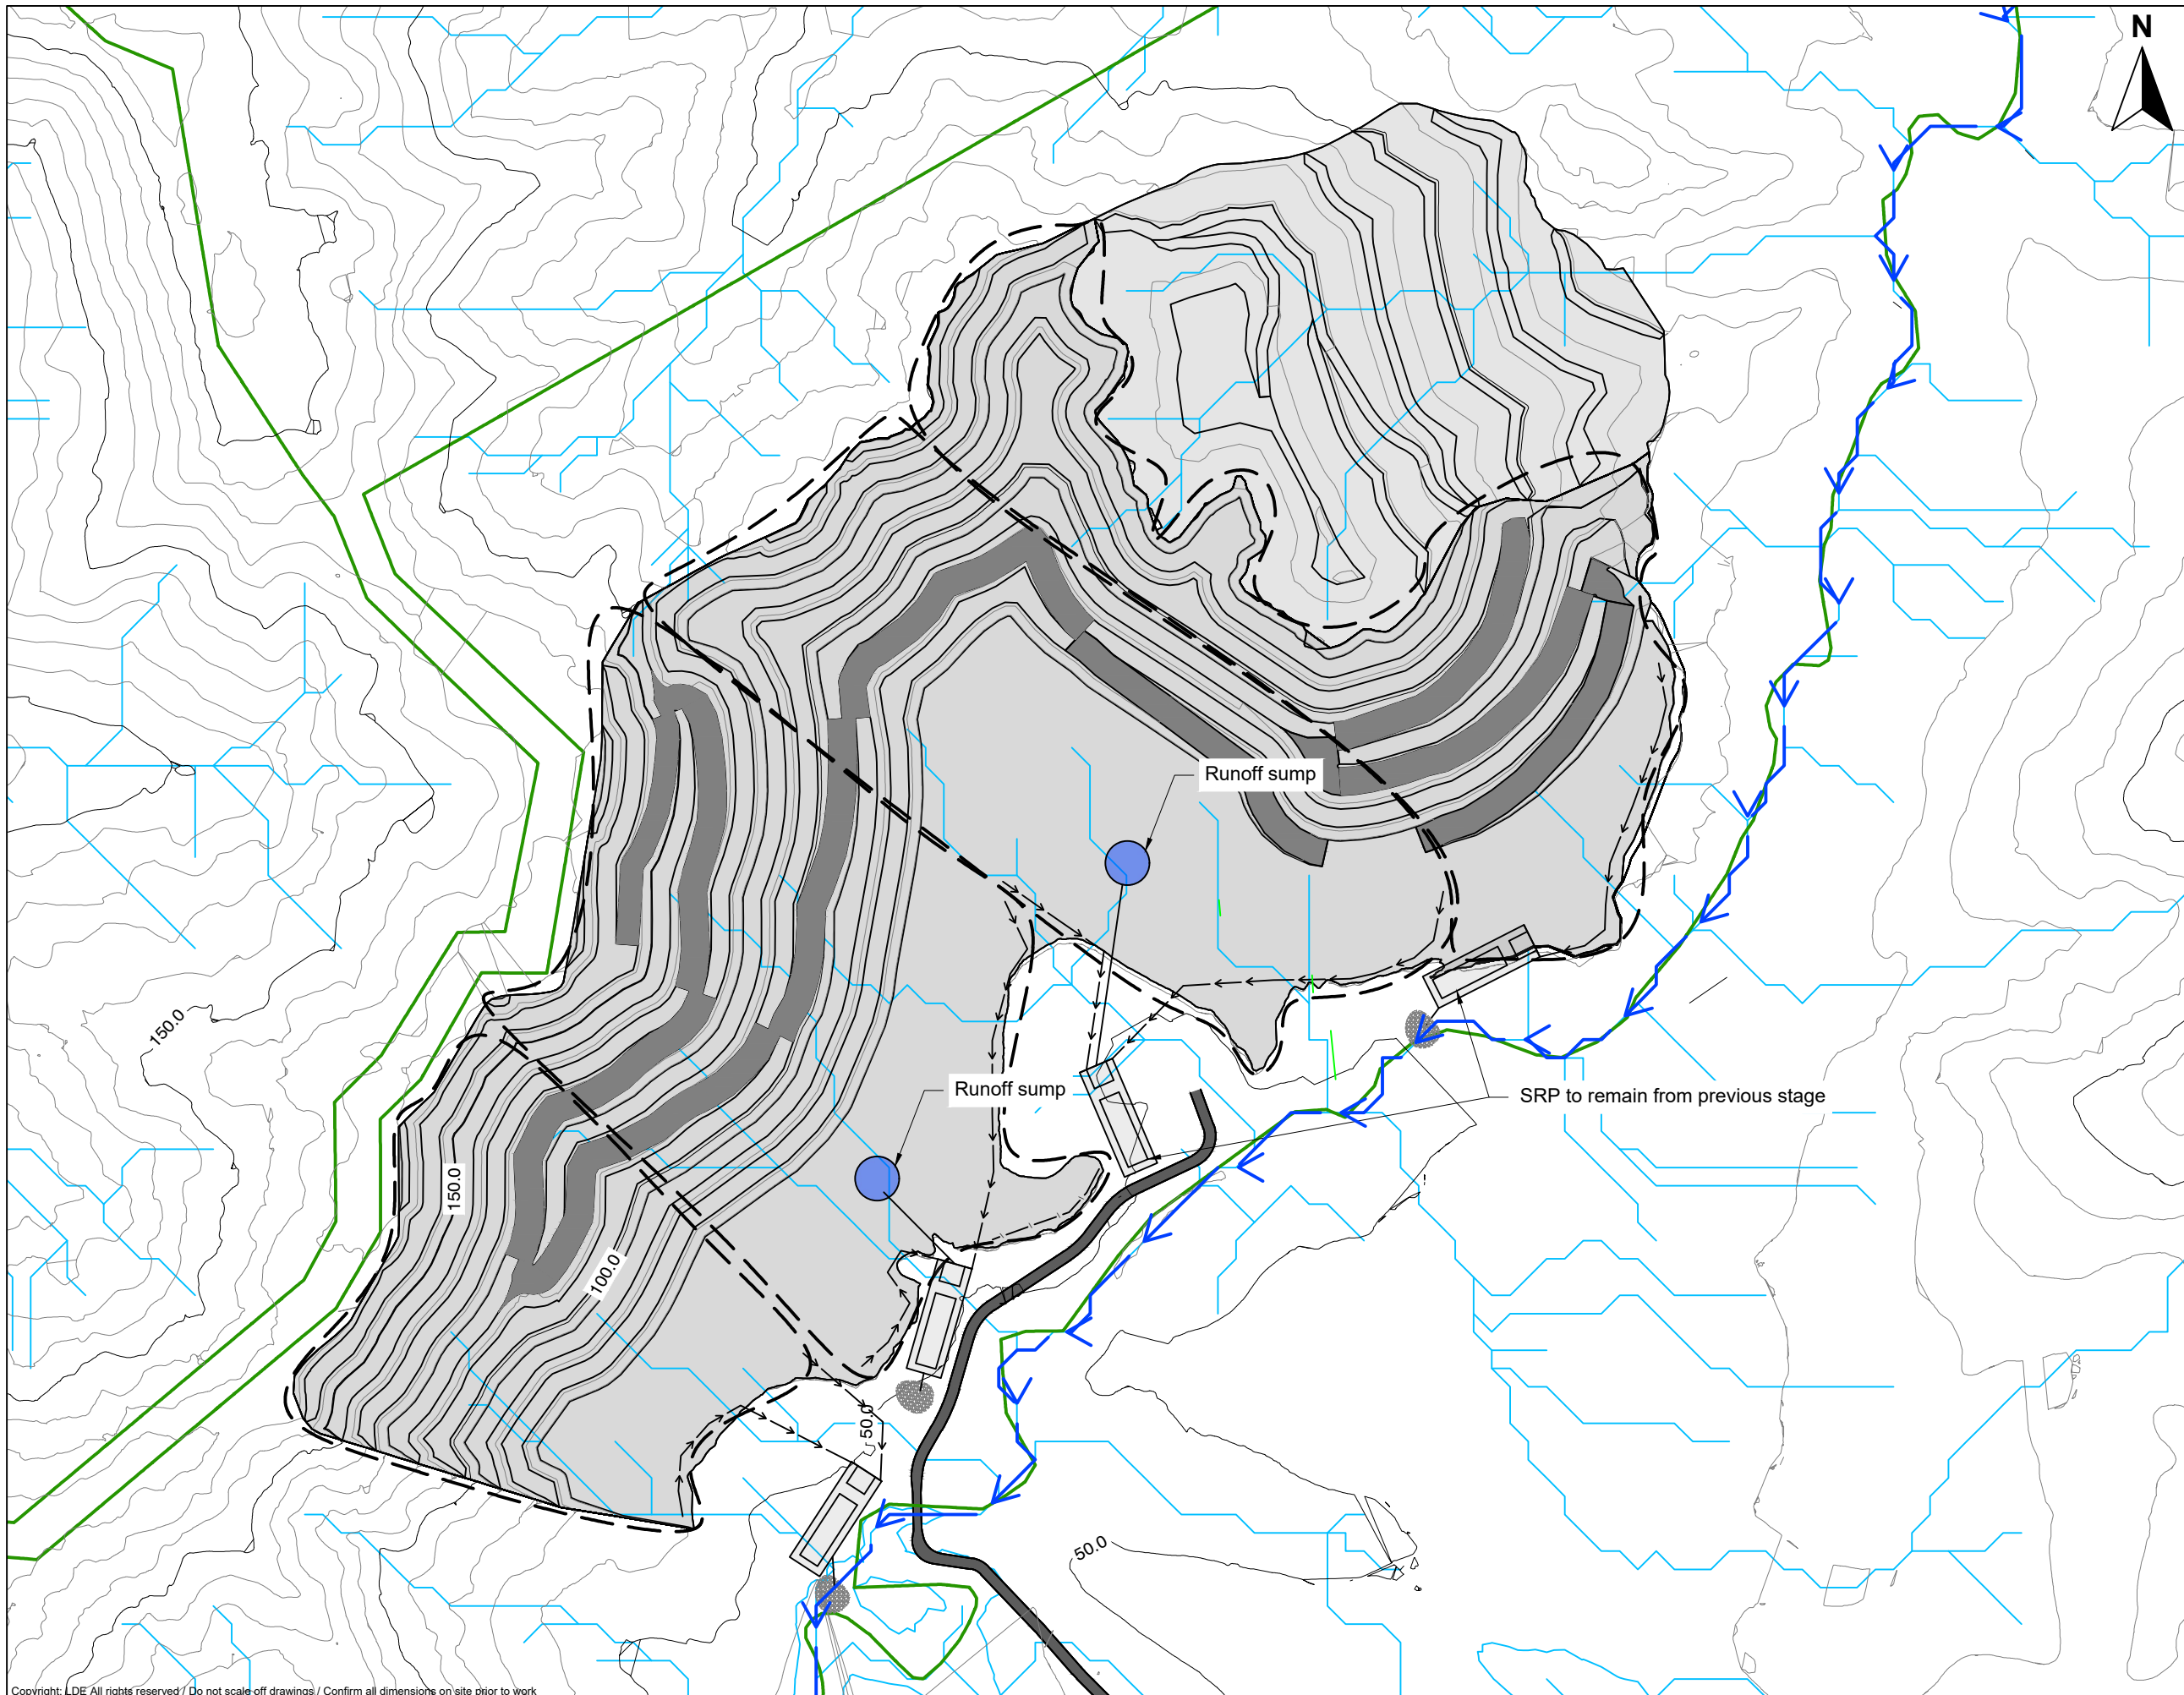 N
Runoff sump
150.0
Runoff sump
SRP to remain from previous stage
150.0
100.0
50.0
50.0
Copyright: LDE All rights reserved / Do not scale off drawings / Confirm all dimensions on site prior to work